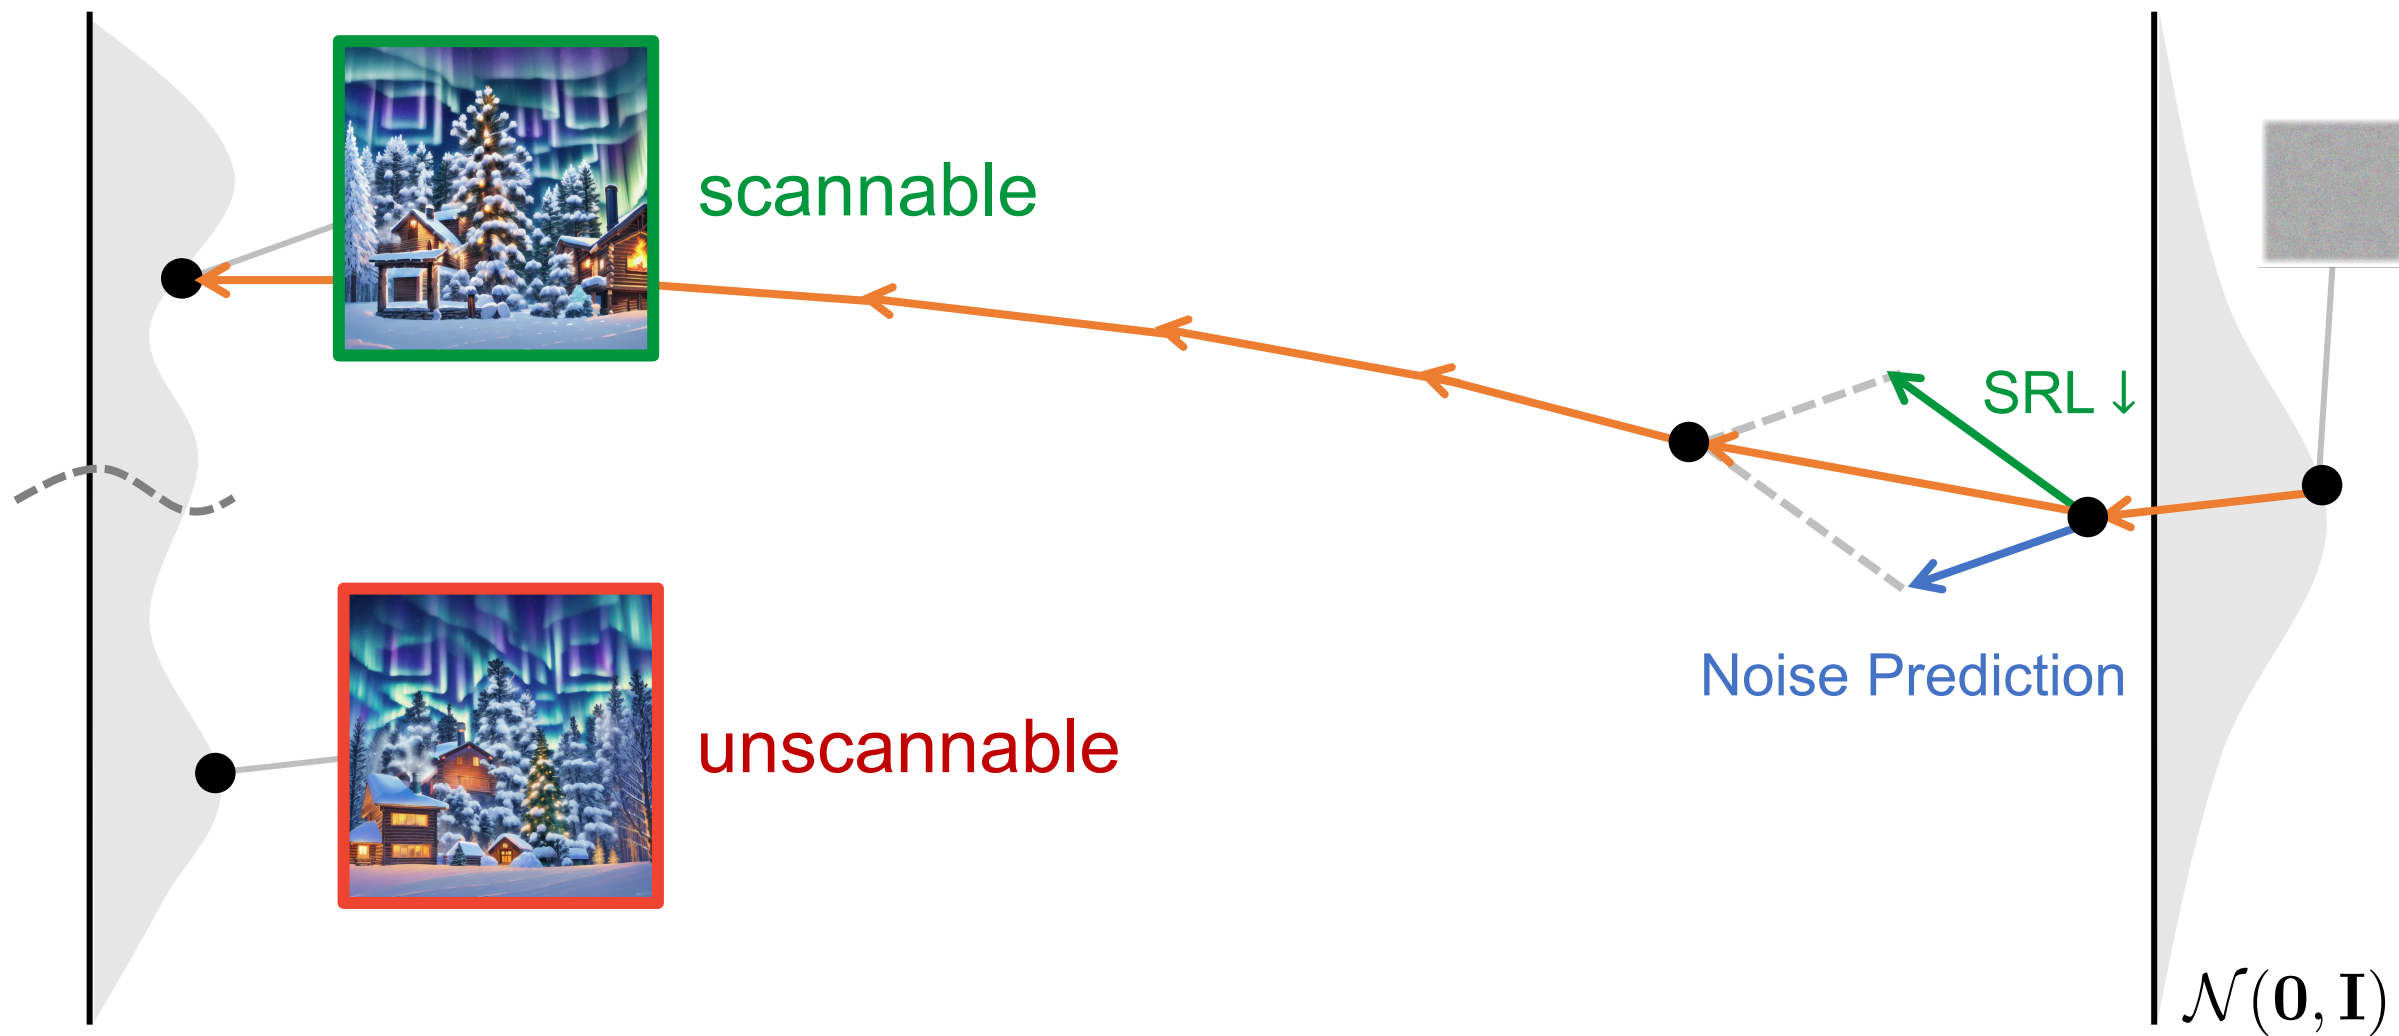 scannable
SRL ↓
Noise Prediction
unscannable
𝒩(𝟎, 𝐈)